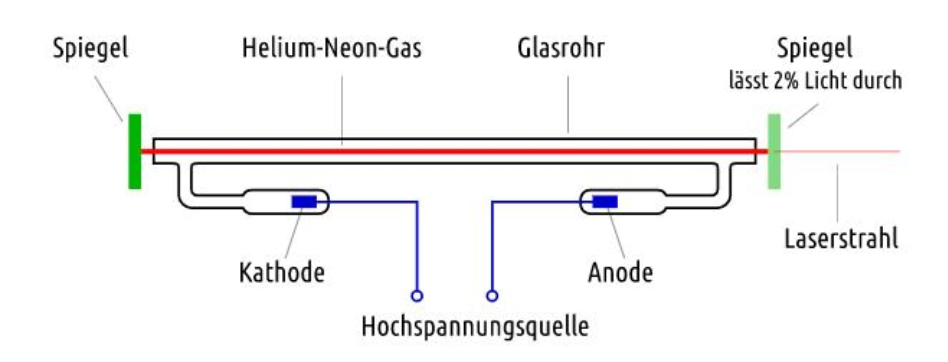 Spiegel
Helium-Neon-Gas
Glasrohr
Spiegel
lässt 2% Licht durch
Laserstrahl
Kathode
Anode
Hochspannungsquelle